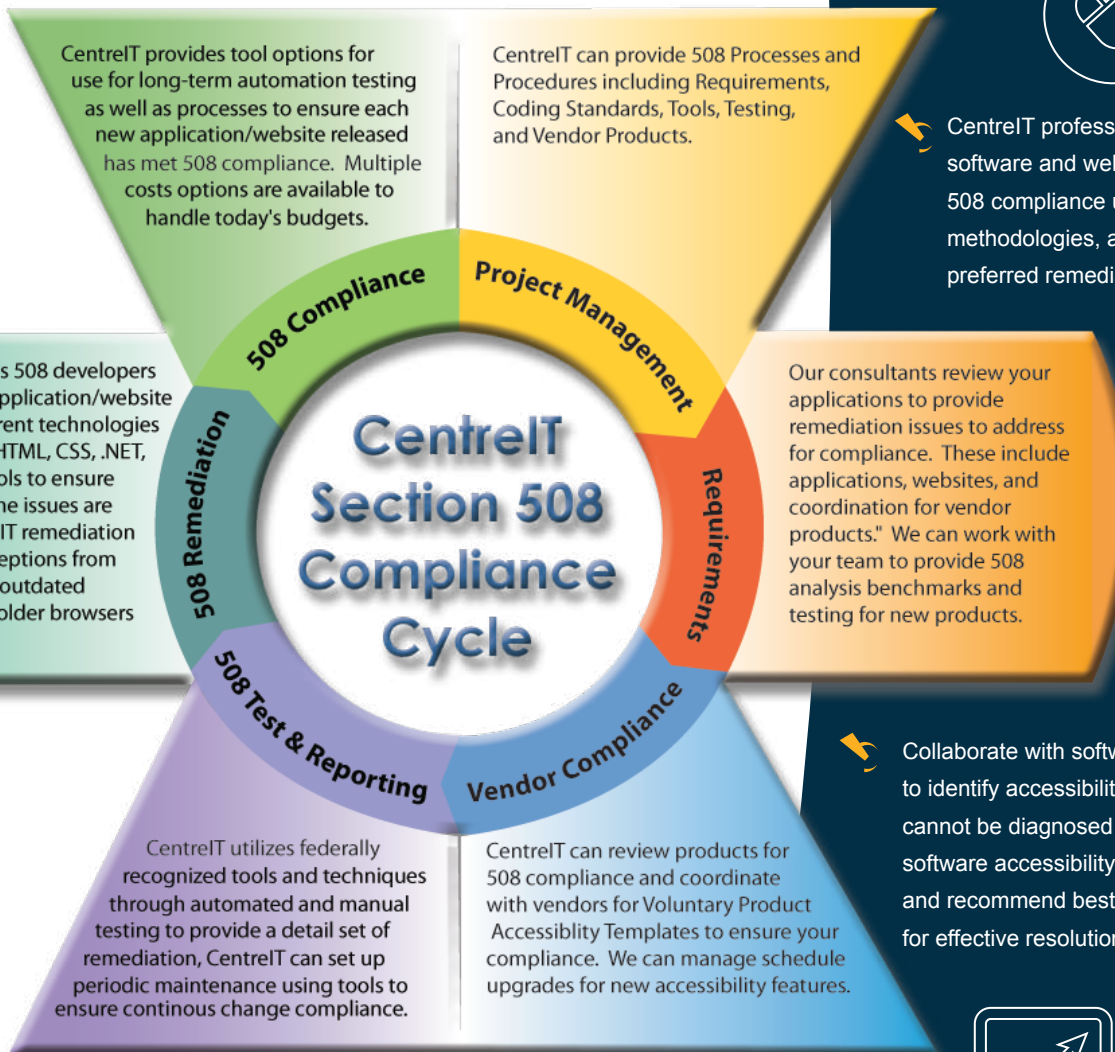 CentreIT provides tool options for
use for long-term automation testing
as well as processes to ensure each
new application/website released
has met 508 compliance. Multiple
costs options are available to
handle today's budgets.
CentreIT can provide 508 Processes and
Procedures including Requirements,
Coding Standards, Tools, Testing,
and Vendor Products.
CentreIT profess
software and we
508 compliance
methodologies, a
preferred remedi
508 Compliance
Project Management
Requirements
Vendor Compliance
508 Test & Reporting
508 Remediation
CentreIT
Section 508
Compliance
Cycle
s 508 developers
pplication/website
rent technologies
HTML, CSS, .NET,
ols to ensure
ne issues are
IT remediation
eptions from
outdated
older browsers
Our consultants review your
applications to provide
remediation issues to address
for compliance. These include
applications, websites, and
coordination for vendor
products." We can work with
your team to provide 508
analysis benchmarks and
testing for new products.
CentreIT utilizes federally
recognized tools and techniques
through automated and manual
testing to provide a detail set of
remediation, CentreIT can set up
periodic maintenance using tools to
ensure continous change compliance.
CentreIT can review products for
508 compliance and coordinate
with vendors for Voluntary Product
Accessiblity Templates to ensure your
compliance. We can manage schedule
upgrades for new accessibility features.
Collaborate with softw
to identify accessibilit
cannot be diagnosed
software accessibility
and recommend best
for effective resolution